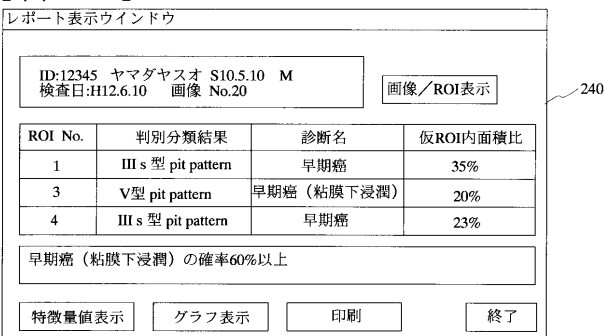 レポート表示ウインドウ
ID:12345 ヤマダヤスオ S10.5.10 M
検査日:H12.6.10 画像 No.20
画像/ROI表示
240
ROI No. 判別分類結果 診断名 仮ROI内面積比
1 III s 型 pit pattern 早期癌 35%
3 V型 pit pattern 早期癌(粘膜下浸潤) 20%
4 III s 型 pit pattern 早期癌 23%
早期癌(粘膜下浸潤)の確率60%以上
特徴量値表示 グラフ表示 印刷 終了